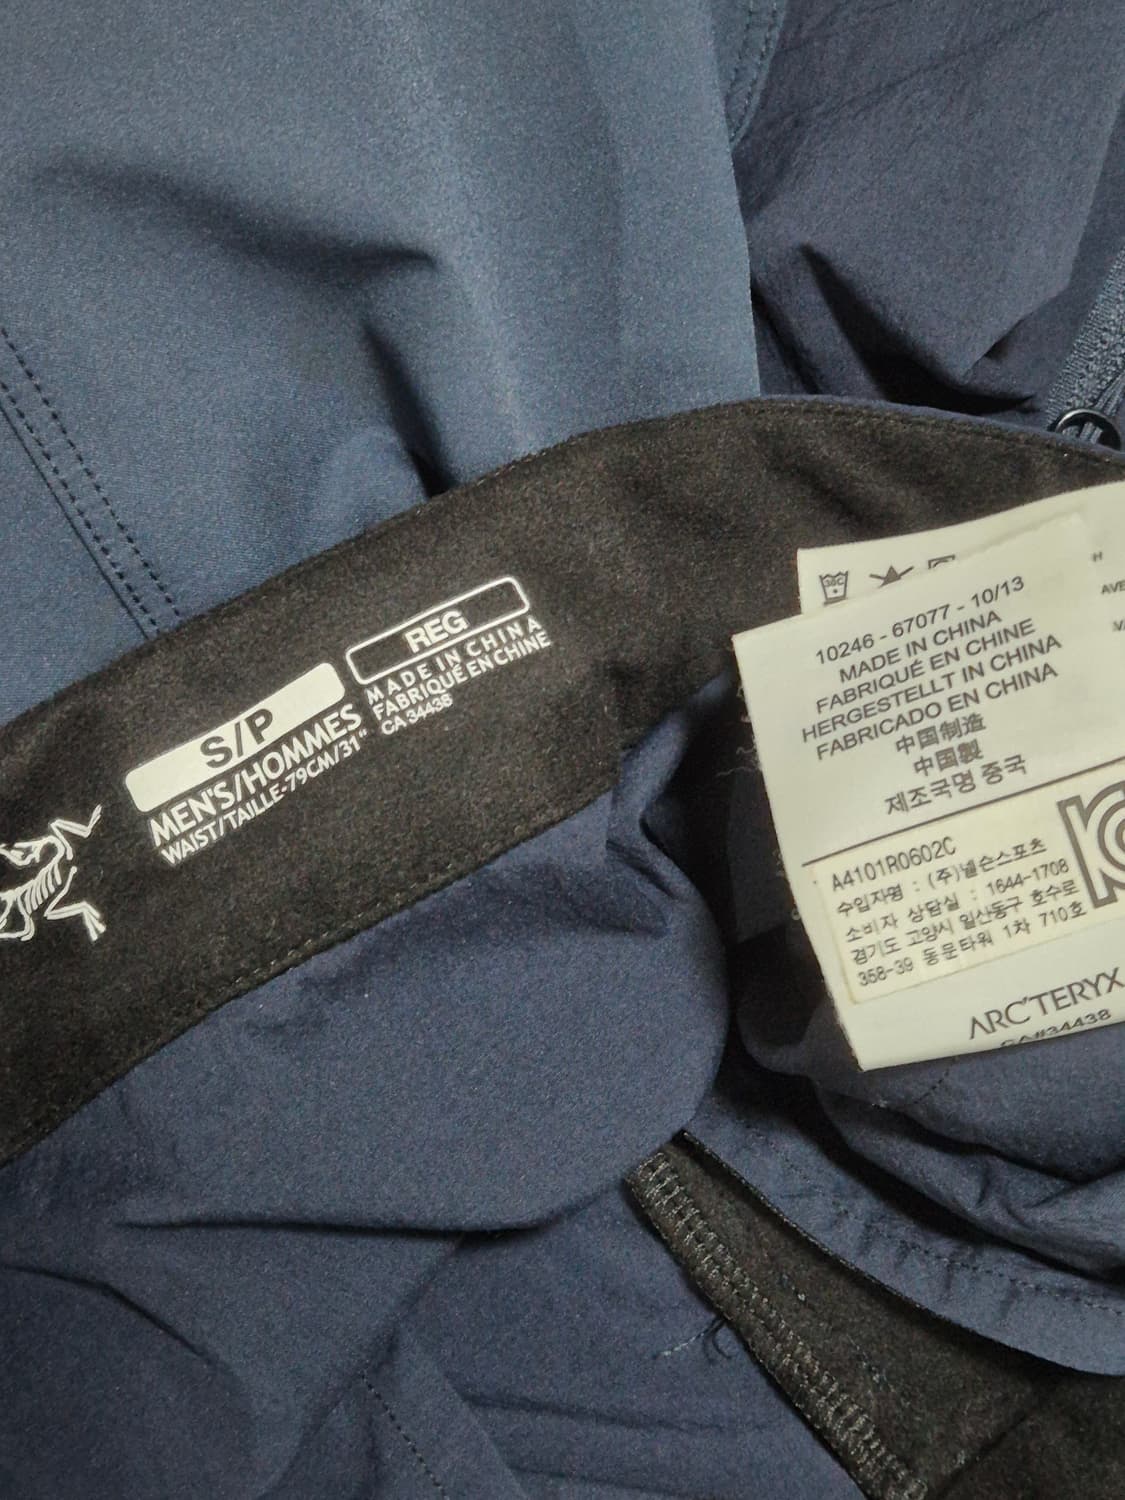 S/P
MEN'S/HOMMES
WAIST/TAILLE-79CM/31"
REG
MADE IN CHINA
FABRIQUÉ EN CHINE
CA 34438
30C
H
AVE
10246 - 67077 - 10/13
MADE IN CHINA
FABRIQUÉ EN CHINE
HERGESTELLT IN CHINA
FABRICADO EN CHINA
中国制造
中国製
제조국명 중국
A4101R0602C
수입자명 : (주)넬슨스포츠
소비자 상담실 : 1644-1708
경기도 고양시 일산동구 호수로
358-39 동문타워 1차 710호
ARC'TERYX
CA#34438